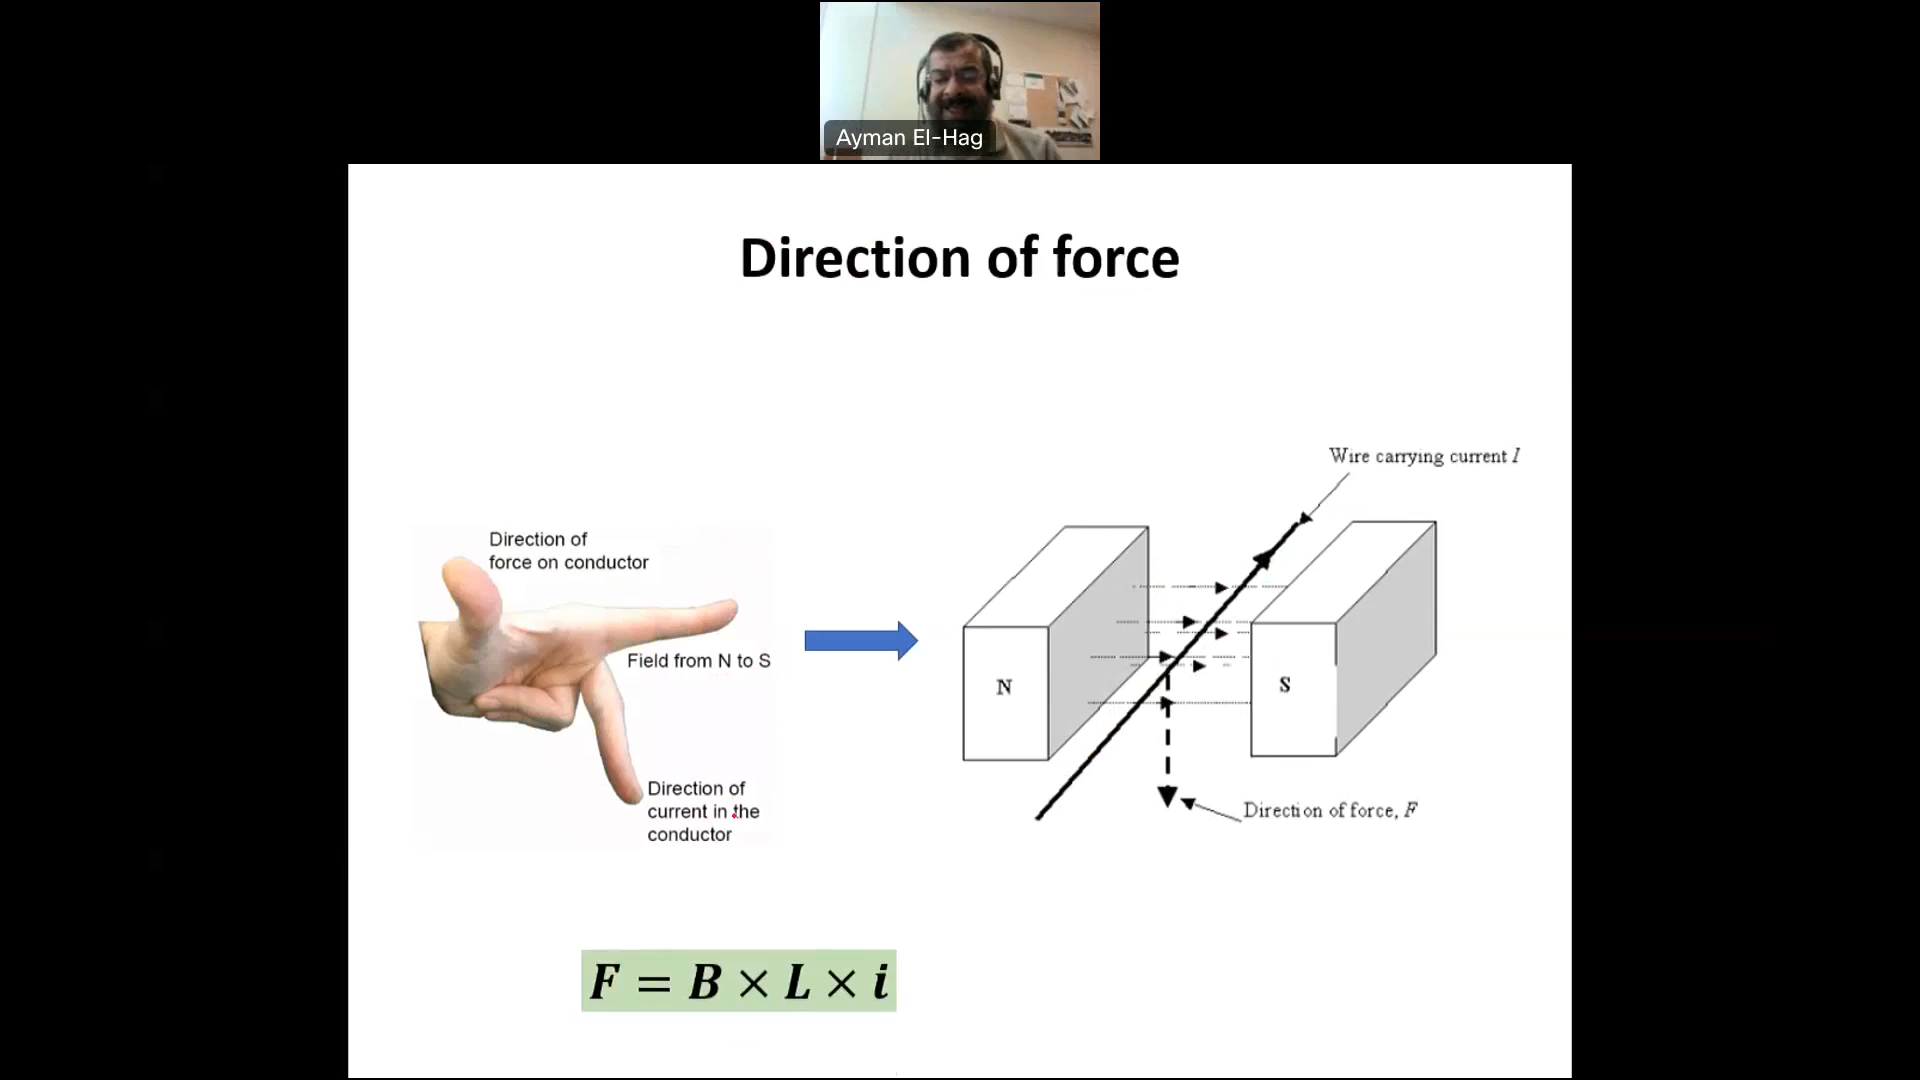 Ayman El-Hag
Direction of force
Wire carrying current I
Direction of
force on conductor
Field from N to S
N
S
Direction of
current in the
conductor
Direction of force, F
F = B × L × i